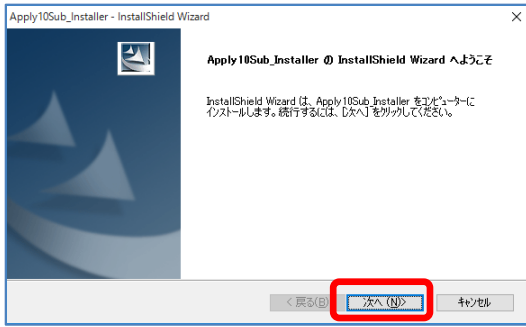 Apply10Sub_Installer - InstallShield Wizard
Apply10Sub_Installer の InstallShield Wizard へようこそ
InstallShield Wizard は、Apply10Sub_Installer をコンピューターに
インストールします。続行するには、[次へ] をクリックしてください。
< 戻る(B) 次へ (N)> キャンセル